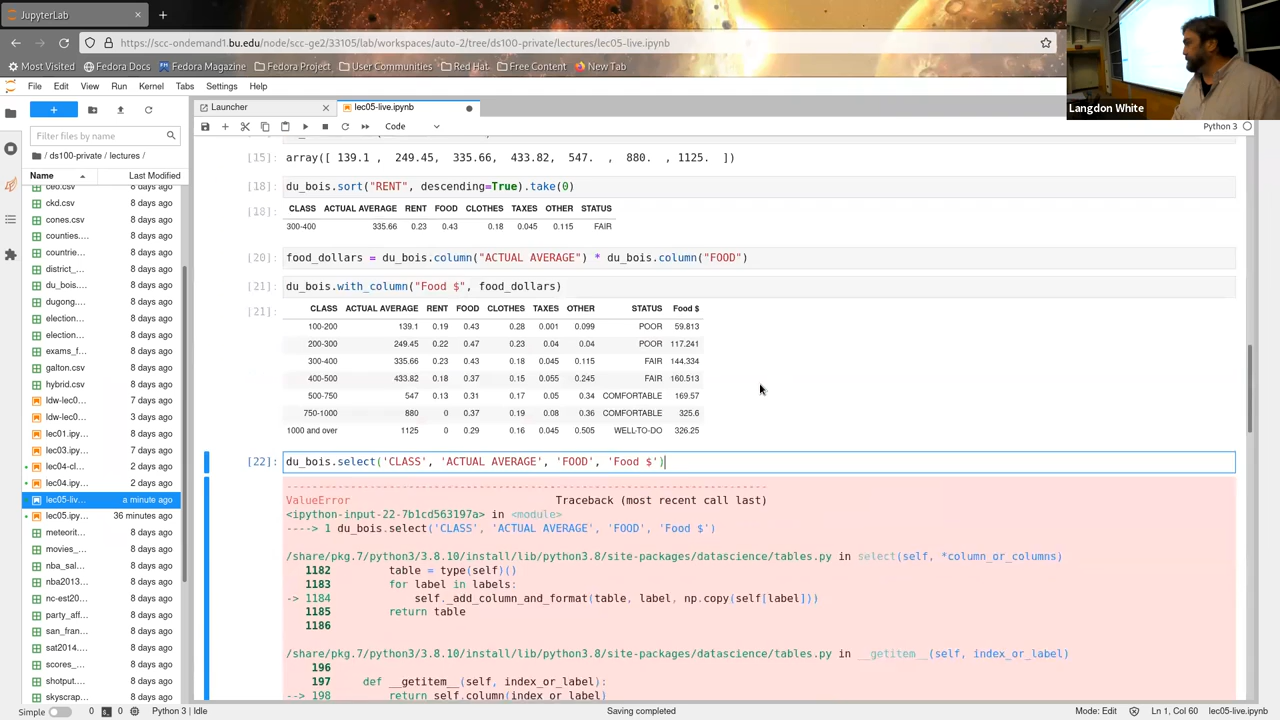 JupyterLab
https://scc-ondemand1.bu.edu/node/scc-ge2/33105/lab/workspaces/auto-2/tree/ds100-private/lectures/lec05-live.ipynb
Most Visited Fedora Docs Fedora Magazine Fedora Project User Communities Red Hat Free Content New Tab
Langdon White
File Edit View Run Kernel Tabs Settings Help
Launcher
lec05-live.ipynb
Code
Python 3
Filter files by name
/ ds100-private / lectures /
Name Last Modified
ceo.csv 8 days ago
ckd.csv 8 days ago
cones.csv 8 days ago
counties.... 8 days ago
countrie... 8 days ago
district_... 8 days ago
du_bois.... 8 days ago
dugong.... 8 days ago
election... 8 days ago
election... 8 days ago
exams_f... 8 days ago
galton.csv 8 days ago
hybrid.csv 8 days ago
ldw-lec0... 7 days ago
ldw-lec0... 3 days ago
lec01.ipy... 8 days ago
lec03.ipy... 7 days ago
lec04-cl... 2 days ago
lec04.ipy... 2 days ago
lec05-liv... a minute ago
lec05.ipy... 36 minutes ago
meteorit... 8 days ago
movies_... 8 days ago
nba_sal... 8 days ago
nba2013... 8 days ago
nc-est20... 8 days ago
party_aff... 8 days ago
san_fran... 8 days ago
sat2014.... 8 days ago
scores_... 8 days ago
shotput.... 8 days ago
skyscrap... 8 days ago
[15]: array([ 139.1 , 249.45, 335.66, 433.82, 547. , 880. , 1125. ])
[18]: du_bois.sort("RENT", descending=True).take(0)
[18]: CLASS ACTUAL AVERAGE RENT FOOD CLOTHES TAXES OTHER STATUS
300-400 335.66 0.23 0.43 0.18 0.045 0.115 FAIR
[20]: food_dollars = du_bois.column("ACTUAL AVERAGE") * du_bois.column("FOOD")
[21]: du_bois.with_column("Food $", food_dollars)
[21]: CLASS ACTUAL AVERAGE RENT FOOD CLOTHES TAXES OTHER STATUS Food $
100-200 139.1 0.19 0.43 0.28 0.001 0.099 POOR 59.813
200-300 249.45 0.22 0.47 0.23 0.04 0.04 POOR 117.241
300-400 335.66 0.23 0.43 0.18 0.045 0.115 FAIR 144.334
400-500 433.82 0.18 0.37 0.15 0.055 0.245 FAIR 160.513
500-750 547 0.13 0.31 0.17 0.05 0.34 COMFORTABLE 169.57
750-1000 880 0 0.37 0.19 0.08 0.36 COMFORTABLE 325.6
1000 and over 1125 0 0.29 0.16 0.045 0.505 WELL-TO-DO 326.25
[22]: du_bois.select('CLASS', 'ACTUAL AVERAGE', 'FOOD', 'Food $')
---------------------------------------------------------------------------
ValueError Traceback (most recent call last)
<ipython-input-22-7b1cd563197a> in <module>
----> 1 du_bois.select('CLASS', 'ACTUAL AVERAGE', 'FOOD', 'Food $')
/share/pkg.7/python3/3.8.10/install/lib/python3.8/site-packages/datascience/tables.py in select(self, *column_or_columns)
1182 table = type(self)()
1183 for label in labels:
-> 1184 self._add_column_and_format(table, label, np.copy(self[label]))
1185 return table
1186
/share/pkg.7/python3/3.8.10/install/lib/python3.8/site-packages/datascience/tables.py in __getitem__(self, index_or_label)
196
197 def __getitem__(self, index_or_label):
--> 198 return self.column(index_or_label)
Simple 0 0 Python 3 | Idle Saving completed Mode: Edit Ln 1, Col 60 lec05-live.ipynb